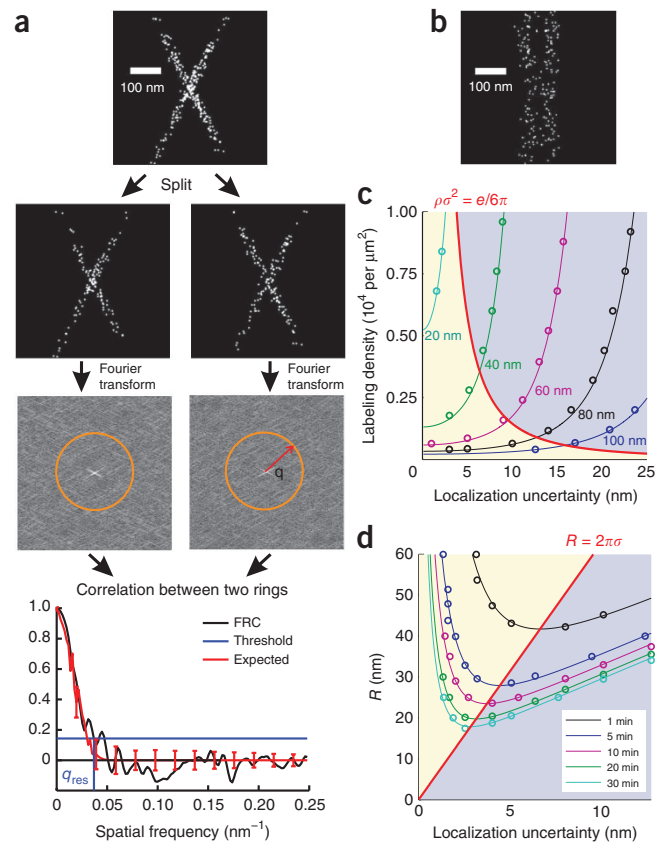 a
100 nm
Split
Fourier
transform
Fourier
transform
q
Correlation between two rings
1.0
0.8
0.6
0.4
0.2
0
FRC
Threshold
Expected
qres
0 0.05 0.10 0.15 0.20 0.25
Spatial frequency (nm⁻¹)
b
100 nm
c
ρσ² = e/6π
Labeling density (10⁴ per μm²)
1.00
0.75
0.50
0.25
20 nm
40 nm
60 nm
80 nm
100 nm
0 5 10 15 20 25
Localization uncertainty (nm)
d
R = 2πσ
R (nm)
60
50
40
30
20
10
0
1 min
5 min
10 min
20 min
30 min
0 5 10
Localization uncertainty (nm)